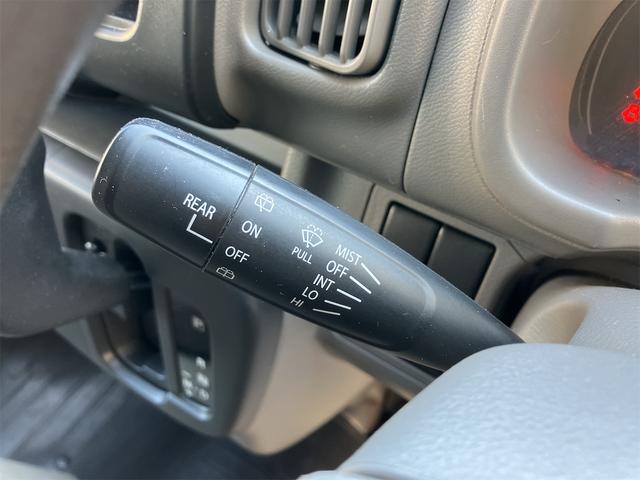 REAR
ON
OFF
PULL
MIST
OFF
INT
LO
HI